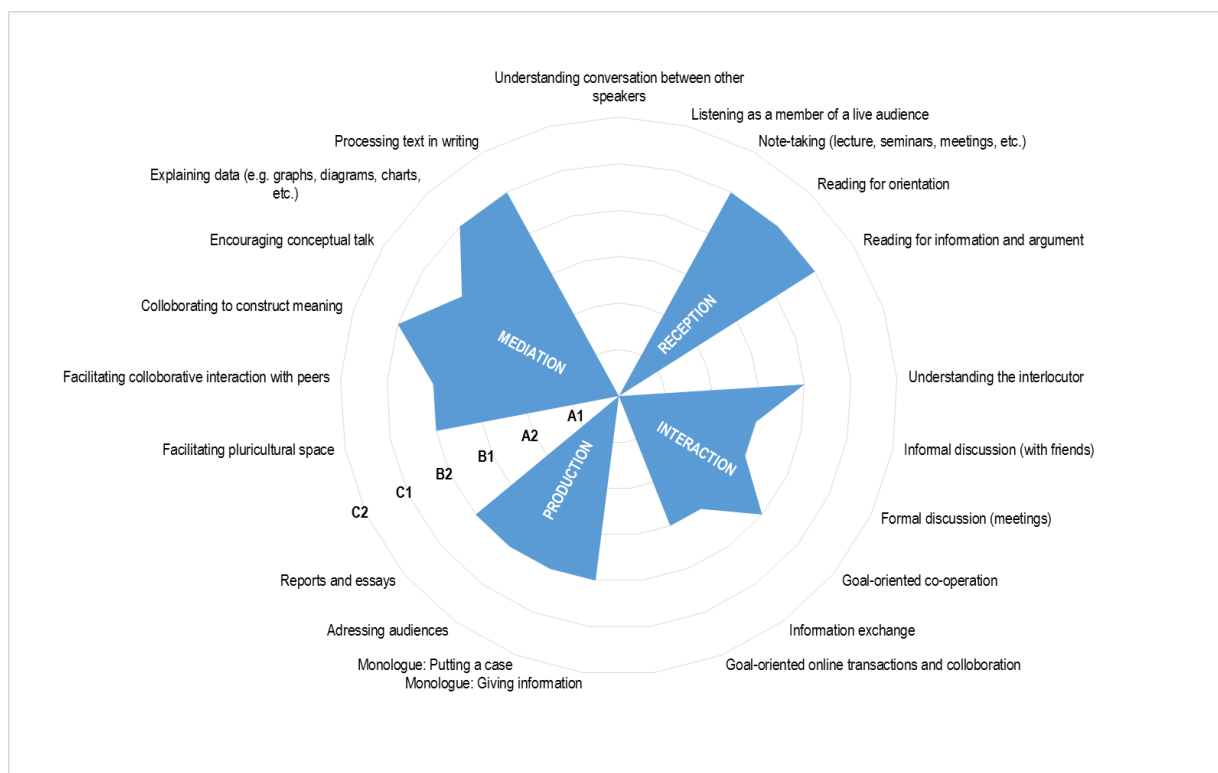 Understanding conversation between other
speakers
Listening as a member of a live audience
Note-taking (lecture, seminars, meetings, etc.)
Reading for orientation
Reading for information and argument
Understanding the interlocutor
Informal discussion (with friends)
Formal discussion (meetings)
Goal-oriented co-operation
Information exchange
Goal-oriented online transactions and colloboration
Monologue: Giving information
Monologue: Putting a case
Adressing audiences
Reports and essays
Facilitating pluricultural space
Facilitating colloborative interaction with peers
Colloborating to construct meaning
Encouraging conceptual talk
Explaining data (e.g. graphs, diagrams, charts,
etc.)
Processing text in writing
RECEPTION
INTERACTION
PRODUCTION
MEDIATION
A1
A2
B1
B2
C1
C2